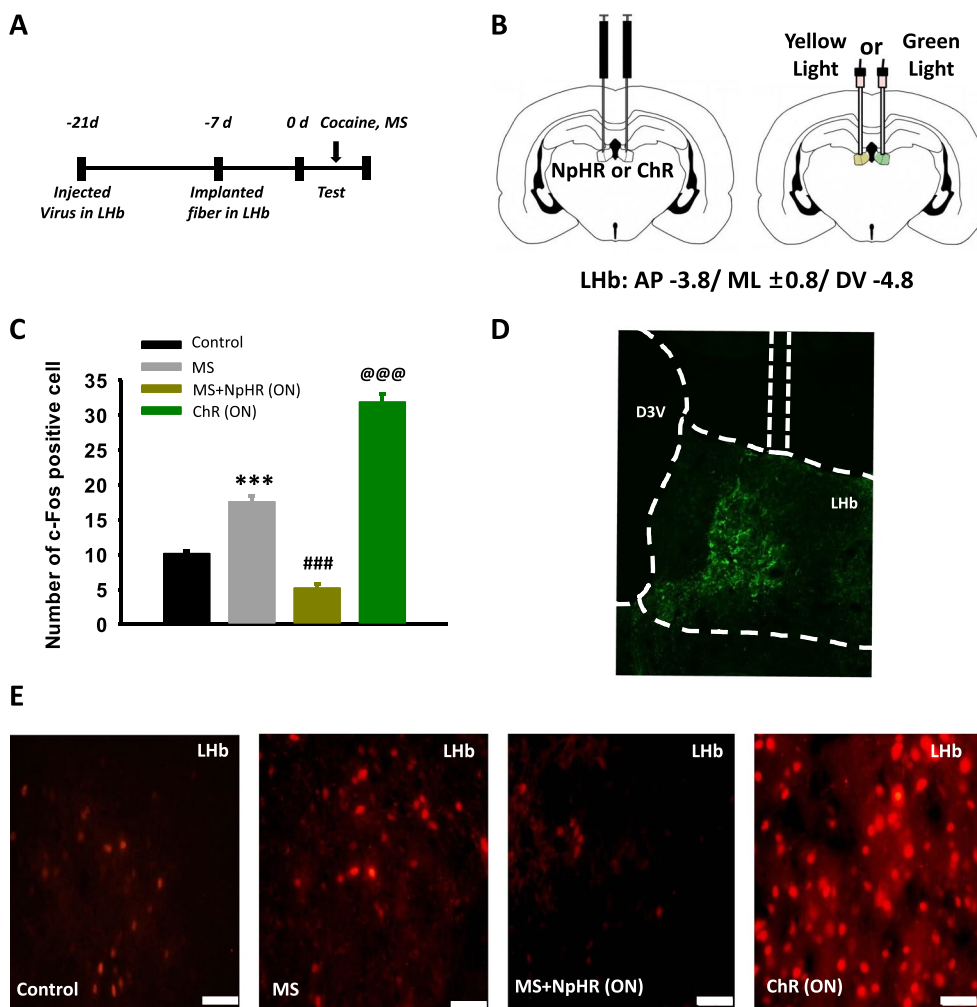 A
-21d
-7 d
0 d
Cocaine, MS
Injected
Virus in LHb
Implanted
fiber in LHb
Test
B
Yellow
Light
or
Green
Light
NpHR or ChR
LHb: AP -3.8/ ML ±0.8/ DV -4.8
C
Control
MS
MS+NpHR (ON)
ChR (ON)
Number of c-Fos positive cell
35
30
25
20
15
10
5
0
***
###
@@@
D
D3V
LHb
E
LHb
Control
LHb
MS
LHb
MS+NpHR (ON)
LHb
ChR (ON)